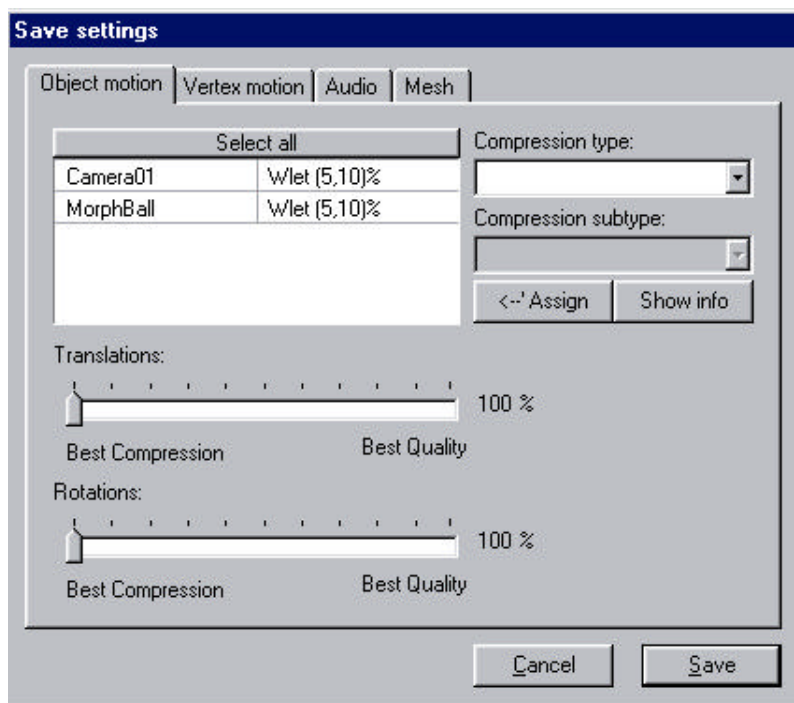 Save settings
Object motion Vertex motion Audio Mesh
Select all
Camera01 Wlet (5,10)%
MorphBall Wlet (5,10)%
Compression type:
Compression subtype:
<--' Assign Show info
Translations:
100 %
Best Compression Best Quality
Rotations:
100 %
Best Compression Best Quality
Cancel Save